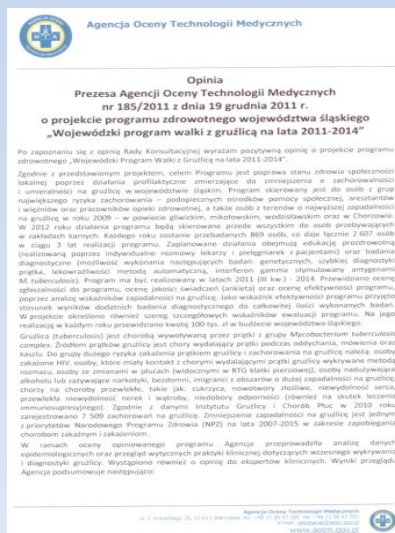 Agencja Oceny Technologii Medycznych
Opinia
Prezesa Agencji Oceny Technologii Medycznych
nr 185/2011 z dnia 19 grudnia 2011 r.
o projekcie programu zdrowotnego województwa śląskiego
„Wojewódzki program walki z gruźlicą na lata 2011-2014”
Po zapoznaniu się z opinią Rady Konsultacyjnej wyrażam pozytywną opinię o projekcie programu
zdrowotnego „Wojewódzki Program Walki z Gruźlicą na lata 2011-2014”.
Zgodnie z przedstawionym projektem, celem Programu jest poprawa stanu zdrowia społeczności
lokalnej poprzez działania profilaktyczne zmierzające do zmniejszenia zachorowalności
i umieralności na gruźlicę w województwie śląskim. Program skierowany jest do osób z grup
największego ryzyka zachorowania – podopiecznych ośrodków pomocy społecznej, aresztantów
i więźniów oraz pracowników opieki zdrowotnej, a także osób z terenów o najwyższej zapadalności
na gruźlicę w roku 2009 – w powiecie gliwickim, mikołowskim, wodzisławskim oraz w Chorzowie.
W 2012 roku działania programu będą skierowane przede wszystkim do osób przebywających
w zakładach karnych. Każdego roku zostanie przebadanych 869 osób, co daje łącznie 2 607 osób
w ciągu 3 lat realizacji programu. Zaplanowane działania obejmują edukację prozdrowotną
(realizowaną poprzez indywidualne rozmowy lekarzy i pielęgniarek z pacjentami) oraz badania
diagnostyczne (możliwość wykonania następujących badań: genetycznych, szybkiej diagnostyki
prątka, lekowrażliwości metodą automatyczną, interferon gamma stymulowany antygenami
M. tuberculosis). Program ma być realizowany w latach 2011 (III kw.) - 2014. Przewidziano ocenę
zgłaszalności do programu, ocenę jakości świadczeń (ankieta) oraz ocenę efektywności programu,
poprzez analizę wskaźników zapadalności na gruźlicę. Jako wskaźnik efektywności programu przyjęto
stosunek wyników dodatnich badania diagnostycznego do całkowitej ilości wykonanych badań.
W projekcie określono również szereg szczegółowych wskaźników ewaluacji programu. Na jego
realizację w każdym roku przewidziano kwotę 100 tys. zł w budżecie województwa śląskiego.
Gruźlica (tuberculosis) jest chorobą wywoływaną przez prątki z grupy Mycobacterium tuberculosis
complex. Źródłem prątków gruźlicy jest chory wydalający prątki podczas oddychania, mówienia oraz
kaszlu. Do grupy dużego ryzyka zakażenia prątkiem gruźlicy i zachorowania na gruźlicę należą: osoby
zakażone HIV, osoby, które miały kontakt z chorymi wydalającymi prątki gruźlicy wykrywane metodą
rozmazu, osoby ze zmianami w płucach (widocznymi w RTG klatki piersiowej), osoby nadużywające
alkoholu lub zażywające narkotyki, bezdomni, imigranci z obszarów o dużej zapadalności na gruźlicę,
chorzy na choroby przewlekłe, takie jak: cukrzyca, nowotwory złośliwe, niewydolność serca,
przewlekła niewydolność nerek i wątroby, niedobory odporności (również na skutek leczenia
immunosupresyjnego). Zgodnie z danymi Instytutu Gruźlicy i Chorób Płuc w 2010 roku
zarejestrowano 7 509 zachorowań na gruźlicę. Zmniejszenie zapadalności na gruźlicę jest jednym
z priorytetów Narodowego Programu Zdrowia (NPZ) na lata 2007-2015 w zakresie zapobiegania
chorobom zakaźnym i zakażeniom.
W ramach oceny opiniowanego programu Agencja przeprowadziła analizę danych
epidemiologicznych oraz przegląd wytycznych praktyki klinicznej dotyczących wczesnego wykrywania
i diagnostyki gruźlicy. Wystąpiono również o opinię do ekspertów klinicznych. Wyniki przeglądu
Agencja podsumowuje następująco:
Agencja Oceny Technologii Medycznych
www.aotm.gov.pl